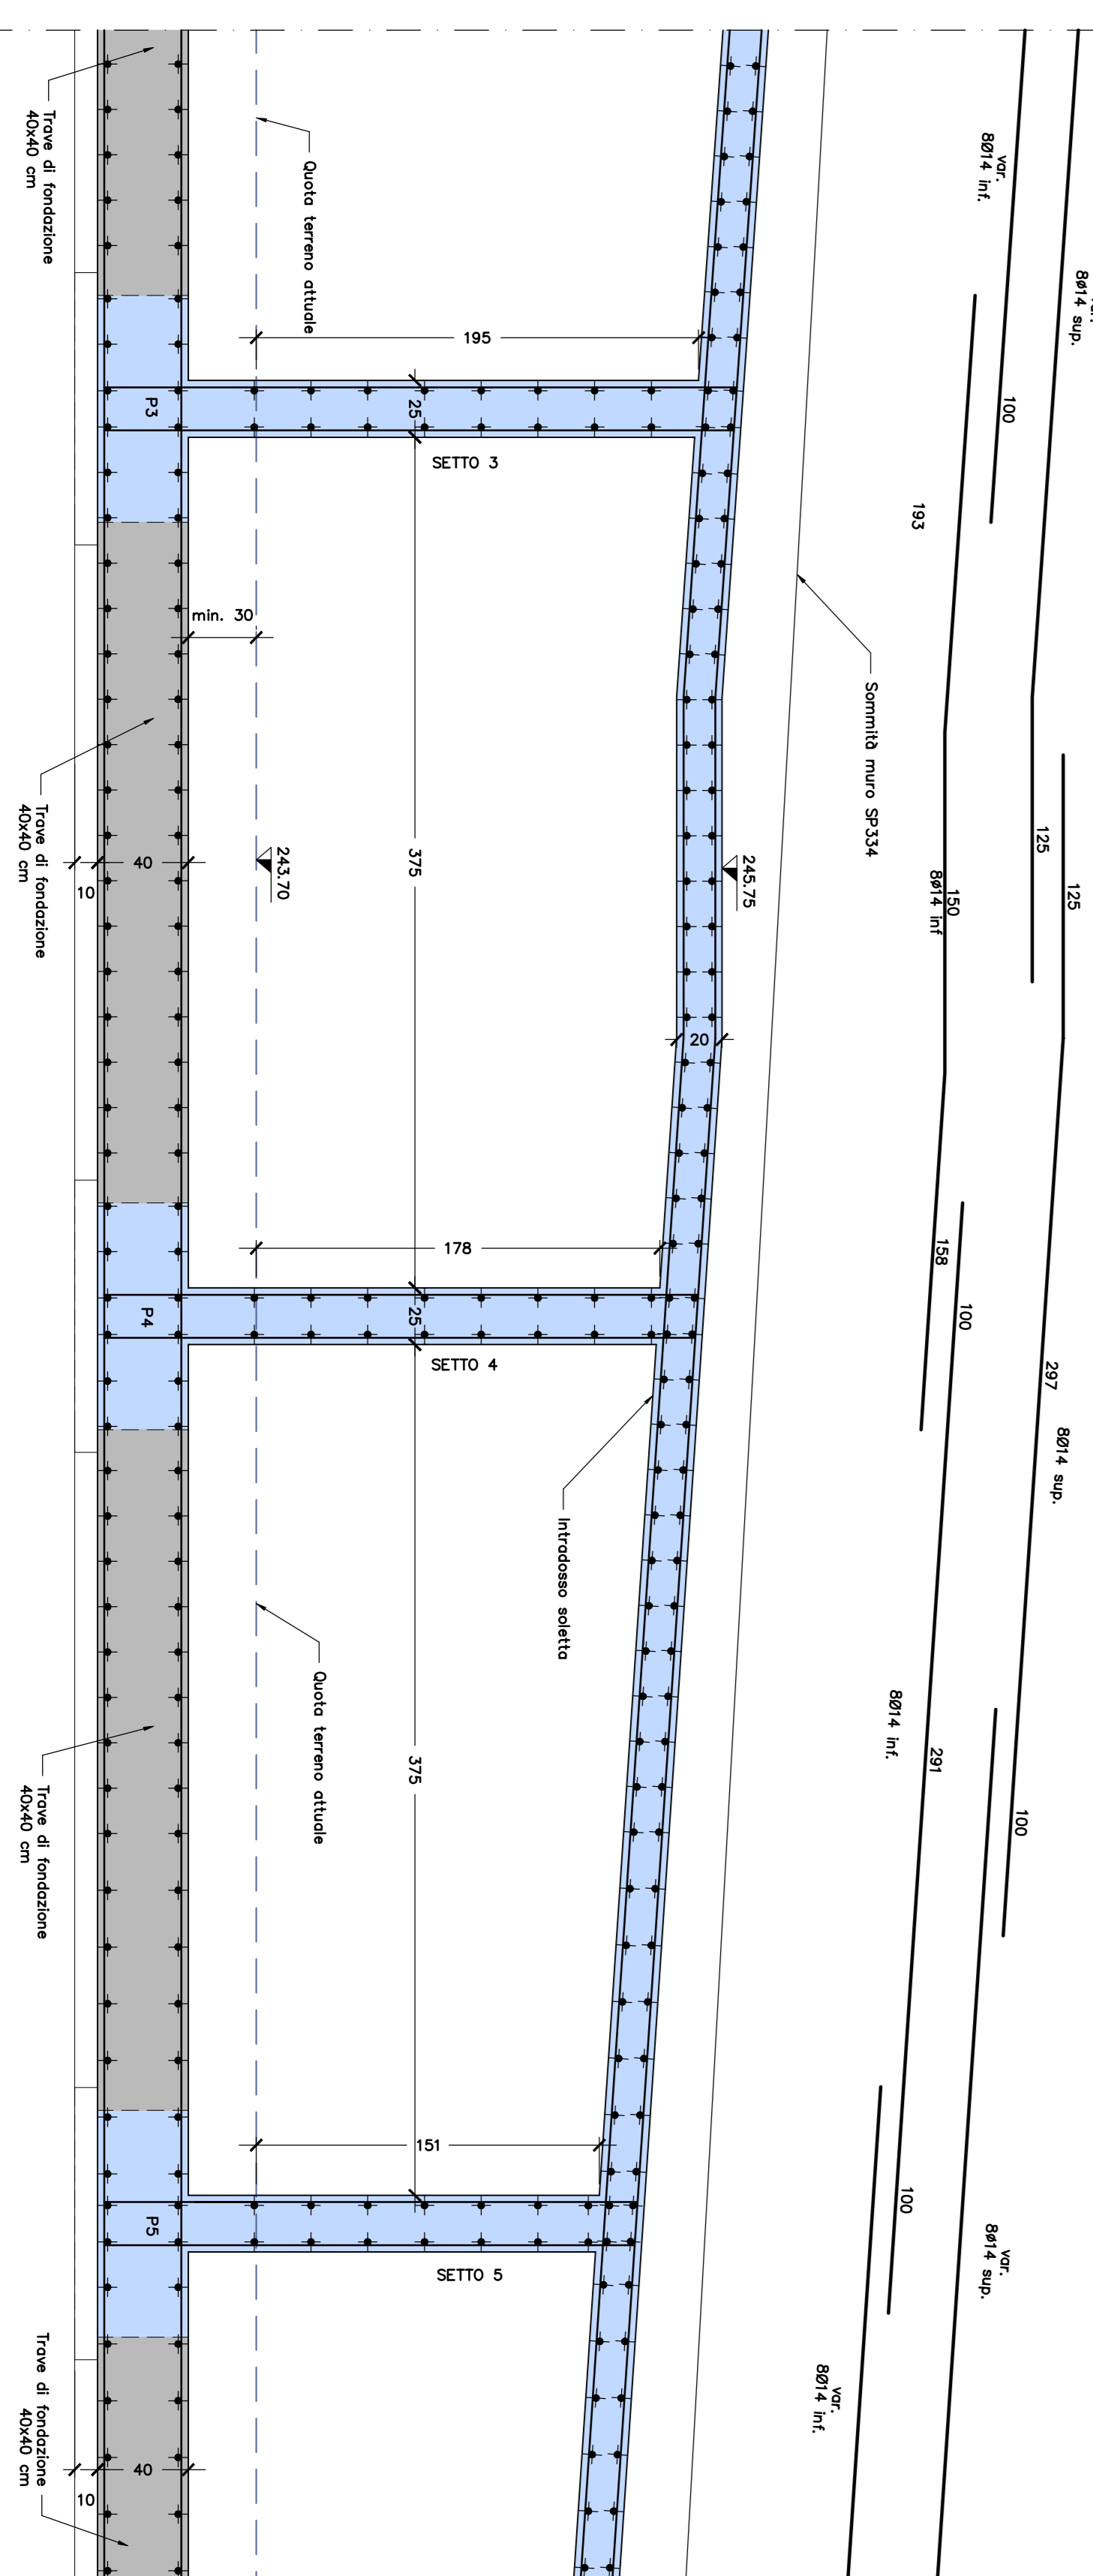 var.
8Ø14 sup.
var.
8Ø14 inf.
100
193
125
125
150
8Ø14 inf
158
100
297
8Ø14 sup.
291
8Ø14 inf.
100
100
var.
8Ø14 sup.
var.
8Ø14 inf.
Sommità muro SP334
245.75
20
195
178
151
Intradosso soletta
SETTO 3
SETTO 4
SETTO 5
25
375
25
375
Quota terreno attuale
243.70
Quota terreno attuale
min. 30
P3
P4
P5
40
10
40
10
Trave di fondazione
40x40 cm
Trave di fondazione
40x40 cm
Trave di fondazione
40x40 cm
Trave di fondazione
40x40 cm